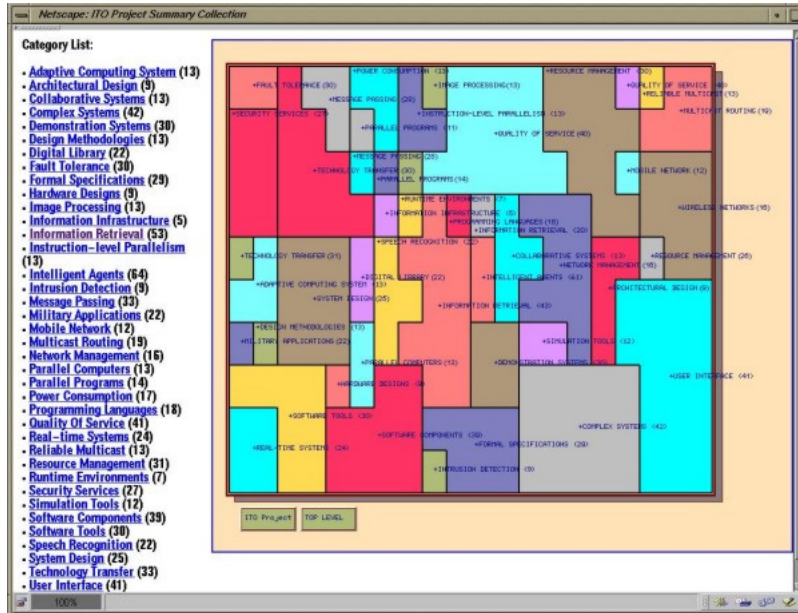 Netscape: ITO Project Summary Collection
Category List:
Adaptive Computing System (13)
Architectural Design (9)
Collaborative Systems (13)
Complex Systems (42)
Demonstration Systems (30)
Design Methodologies (13)
Digital Library (22)
Fault Tolerance (30)
Formal Specifications (29)
Hardware Designs (9)
Image Processing (13)
Information Infrastructure (5)
Information Retrieval (53)
Instruction-level Parallelism
(13)
Intelligent Agents (64)
Intrusion Detection (9)
Message Passing (33)
Military Applications (22)
Mobile Network (12)
Multicast Routing (19)
Network Management (16)
Parallel Computers (13)
Parallel Programs (14)
Power Consumption (17)
Programming Languages (18)
Quality Of Service (41)
Real-time Systems (24)
Reliable Multicast (13)
Resource Management (31)
Runtime Environments (7)
Security Services (27)
Simulation Tools (12)
Software Components (39)
Software Tools (30)
Speech Recognition (22)
System Design (25)
Technology Transfer (33)
User Interface (41)
+POWER CONSUMPTION (13)
+RESOURCE MANAGEMENT (30)
+FAULT TOLERANCE(30)
+IMAGE PROCESSING(13)
+QUALITY OF SERVICE (40)
+RELIABLE MULTICAST (13)
+MESSAGE PASSING (28)
+SECURITY SERVICES (27)
+INSTRUCTION-LEVEL PARALLELISM (13)
+MULTICAST ROUTING (19)
+PARALLEL PROGRAMS (11)
+QUALITY OF SERVICE(40)
+MESSAGE PASSING (28)
+TECHNOLOGY TRANSFER (30)
+MOBILE NETWORK (12)
+PARALLEL PROGRAMS (14)
+RUNTIME ENVIRONMENTS (7)
+WIRELESS NETWORKS (16)
+INFORMATION INFRASTRUCTURE (5)
+PROGRAMMING LANGUAGES (18)
+INFORMATION RETRIEVAL (20)
+SPEECH RECOGNITION (22)
+TECHNOLOGY TRANSFER (31)
+COLLABORATIVE SYSTEMS (13)
+RESOURCE MANAGEMENT (26)
+NETWORK MANAGEMENT (16)
+DIGITAL LIBRARY (22)
+INTELLIGENT AGENTS (61)
+ADAPTIVE COMPUTING SYSTEM (13)
+ARCHITECTURAL DESIGN (9)
+SYSTEM DESIGN (25)
+INFORMATION RETRIEVAL (43)
+DESIGN METHODOLOGIES (13)
+MILITARY APPLICATIONS (22)
+SIMULATION TOOLS (12)
+PARALLEL COMPUTERS (13)
+DEMONSTRATION SYSTEMS
+USER INTERFACE (41)
+HARDWARE DESIGNS (9)
+SOFTWARE TOOLS (30)
+COMPLEX SYSTEMS (42)
+SOFTWARE COMPONENTS (39)
+REAL-TIME SYSTEMS (24)
+FORMAL SPECIFICATIONS (29)
+INTRUSION DETECTION (9)
ITO Project
TOP LEVEL
100%